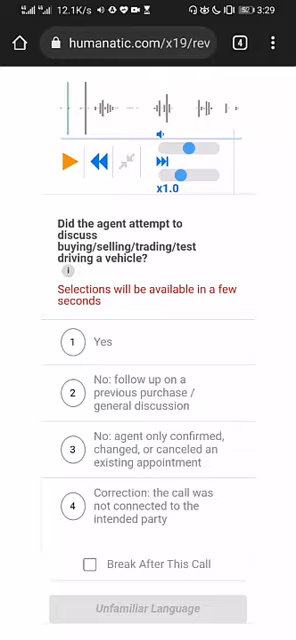 12.1K/s 52 3:29
humanatic.com/x19/rev 4
x1.0
Did the agent attempt to
discuss
buying/selling/trading/test
driving a vehicle?
i
Selections will be available in a few
seconds
1 Yes
2 No: follow up on a
previous purchase /
general discussion
3 No: agent only confirmed,
changed, or canceled an
existing appointment
4 Correction: the call was
not connected to the
intended party
Break After This Call
Unfamiliar Language